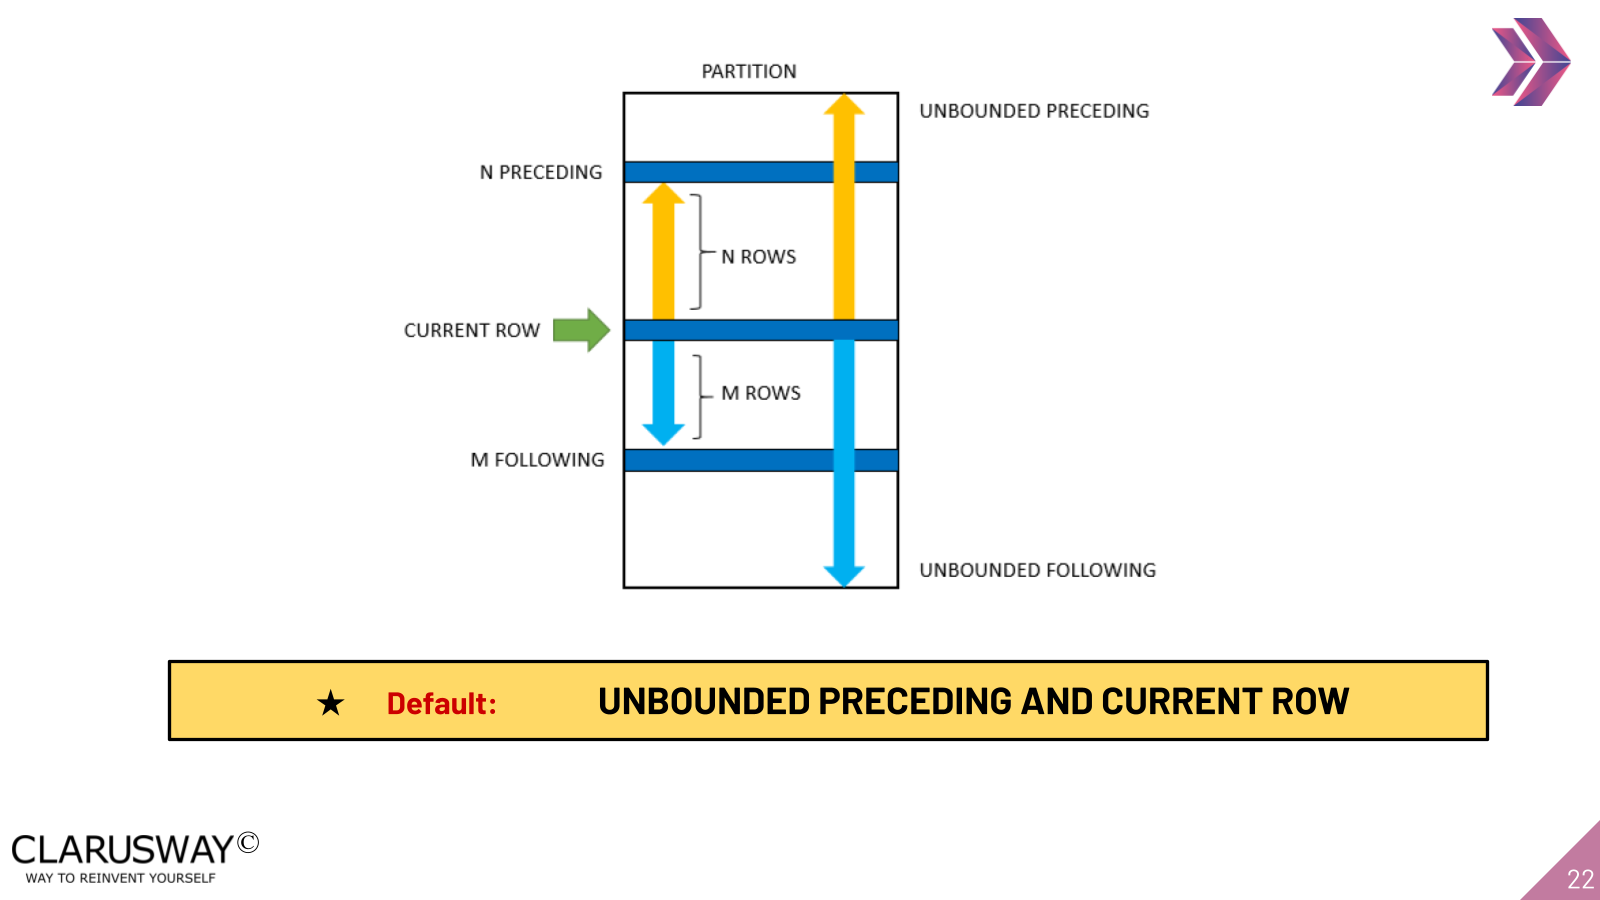 PARTITION
UNBOUNDED PRECEDING
N PRECEDING
N ROWS
CURRENT ROW
M ROWS
M FOLLOWING
UNBOUNDED FOLLOWING
★ Default: UNBOUNDED PRECEDING AND CURRENT ROW
CLARUSWAY©
WAY TO REINVENT YOURSELF
22